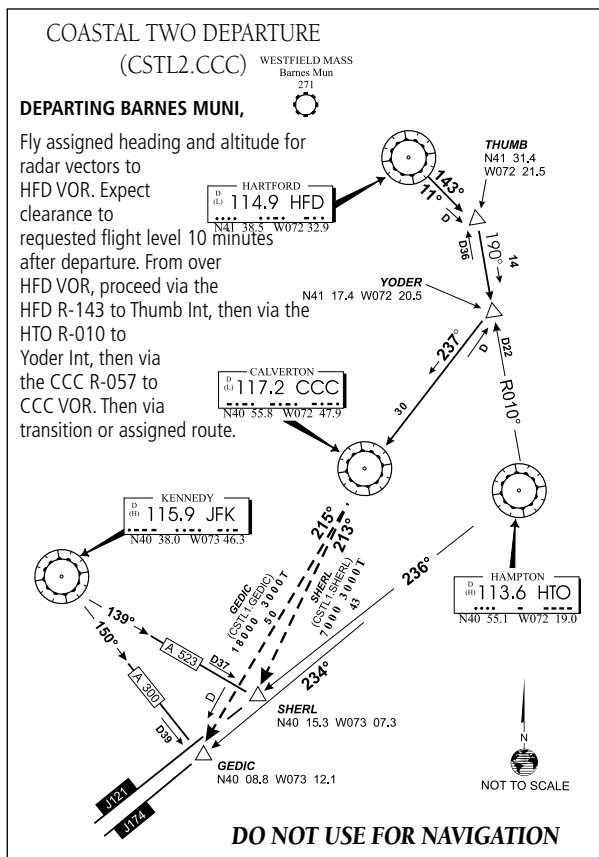 COASTAL TWO DEPARTURE
(CSTL2.CCC)
WESTFIELD MASS
Barnes Mun
271
DEPARTING BARNES MUNI,
Fly assigned heading and altitude for
radar vectors to
HFD VOR. Expect
clearance to
requested flight level 10 minutes
after departure. From over
HFD VOR, proceed via the
HFD R-143 to Thumb Int, then via the
HTO R-010 to
Yoder Int, then via
the CCC R-057 to
CCC VOR. Then via
transition or assigned route.
HARTFORD
D
(L) 114.9 HFD
N41 38.5 W072 32.9
143°
11°
D
THUMB
N41 31.4
W072 21.5
D36
190°
14
YODER
N41 17.4 W072 20.5
237°
D
30
D22
R010°
CALVERTON
D
(L) 117.2 CCC
N40 55.8 W072 47.9
KENNEDY
D
(H) 115.9 JFK
N40 38.0 W073 46.3
HAMPTON
D
(H) 113.6 HTO
N40 55.1 W072 19.0
215°
213°
GEDIC
(CSTL1.GEDIC)
18000 3000T
50
SHERL
(CSTL1.SHERL)
7000 3000T
43
236°
234°
139°
A 523
D37
150°
A 300
D39
D
SHERL
N40 15.3 W073 07.3
GEDIC
N40 08.8 W073 12.1
J121
J174
N
NOT TO SCALE
DO NOT USE FOR NAVIGATION